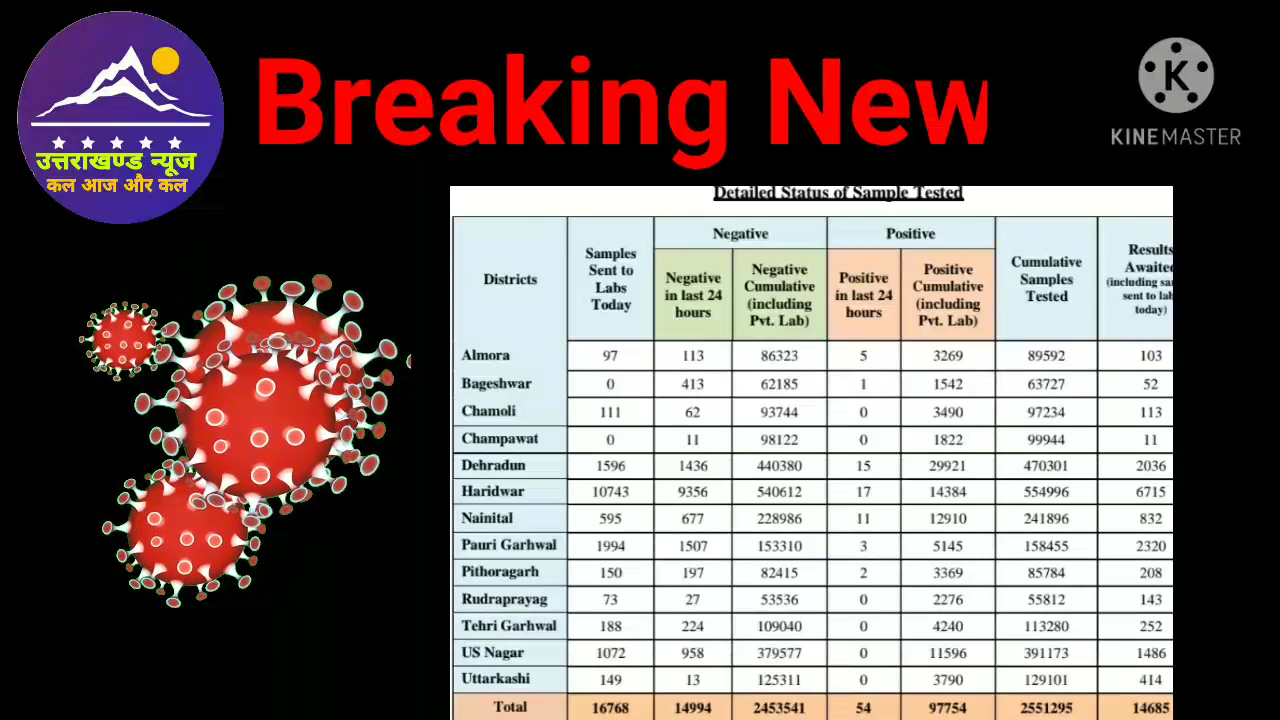 उत्तराखण्ड न्यूज
कल आज और कल
Breaking New
KINEMASTER
Detailed Status of Sample Tested
Districts Samples Sent to Labs Today Negative Positive Cumulative Samples Tested Results Awaite (including sa sent to lab today)
Negative in last 24 hours Negative Cumulative (including Pvt. Lab) Positive in last 24 hours Positive Cumulative (including Pvt. Lab)
Almora 97 113 86323 5 3269 89592 103
Bageshwar 0 413 62185 1 1542 63727 52
Chamoli 111 62 93744 0 3490 97234 113
Champawat 0 11 98122 0 1822 99944 11
Dehradun 1596 1436 440380 15 29921 470301 2036
Haridwar 10743 9356 540612 17 14384 554996 6715
Nainital 595 677 228986 11 12910 241896 832
Pauri Garhwal 1994 1507 153310 3 5145 158455 2320
Pithoragarh 150 197 82415 2 3369 85784 208
Rudraprayag 73 27 53536 0 2276 55812 143
Tehri Garhwal 188 224 109040 0 4240 113280 252
US Nagar 1072 958 379577 0 11596 391173 1486
Uttarkashi 149 13 125311 0 3790 129101 414
Total 16768 14994 2453541 54 97754 2551295 14685